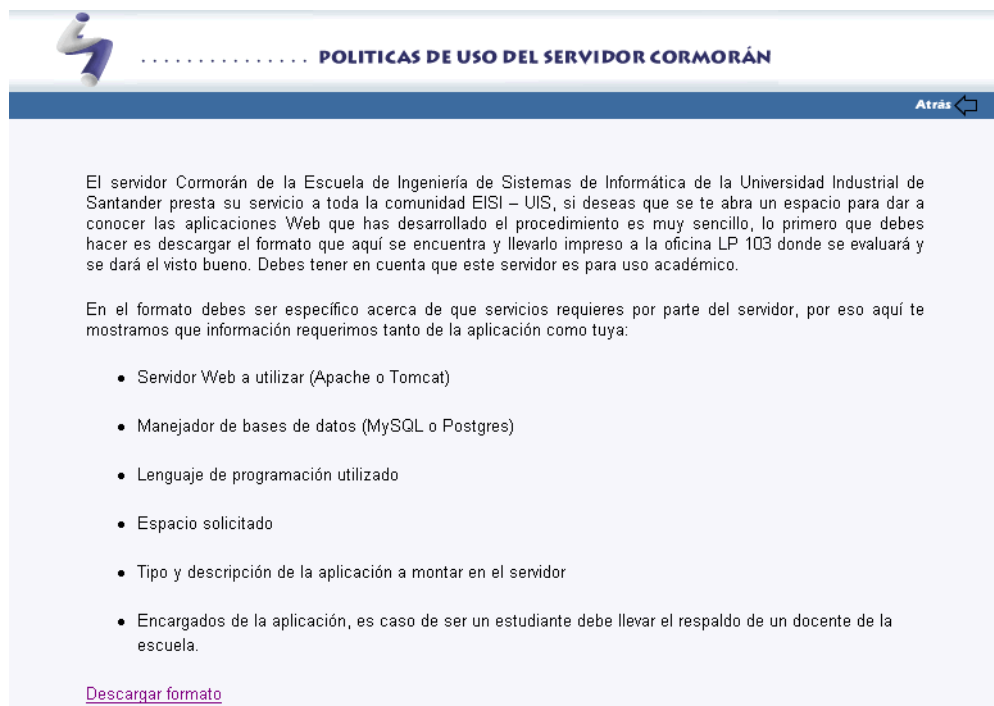 ............... POLITICAS DE USO DEL SERVIDOR CORMORÁN
Atrás
El servidor Cormorán de la Escuela de Ingeniería de Sistemas de Informática de la Universidad Industrial de
Santander presta su servicio a toda la comunidad EISI – UIS, si deseas que se te abra un espacio para dar a
conocer las aplicaciones Web que has desarrollado el procedimiento es muy sencillo, lo primero que debes
hacer es descargar el formato que aquí se encuentra y llevarlo impreso a la oficina LP 103 donde se evaluará y
se dará el visto bueno. Debes tener en cuenta que este servidor es para uso académico.
En el formato debes ser específico acerca de que servicios requieres por parte del servidor, por eso aquí te
mostramos que información requerimos tanto de la aplicación como tuya:
• Servidor Web a utilizar (Apache o Tomcat)
• Manejador de bases de datos (MySQL o Postgres)
• Lenguaje de programación utilizado
• Espacio solicitado
• Tipo y descripción de la aplicación a montar en el servidor
• Encargados de la aplicación, es caso de ser un estudiante debe llevar el respaldo de un docente de la
escuela.
Descargar formato